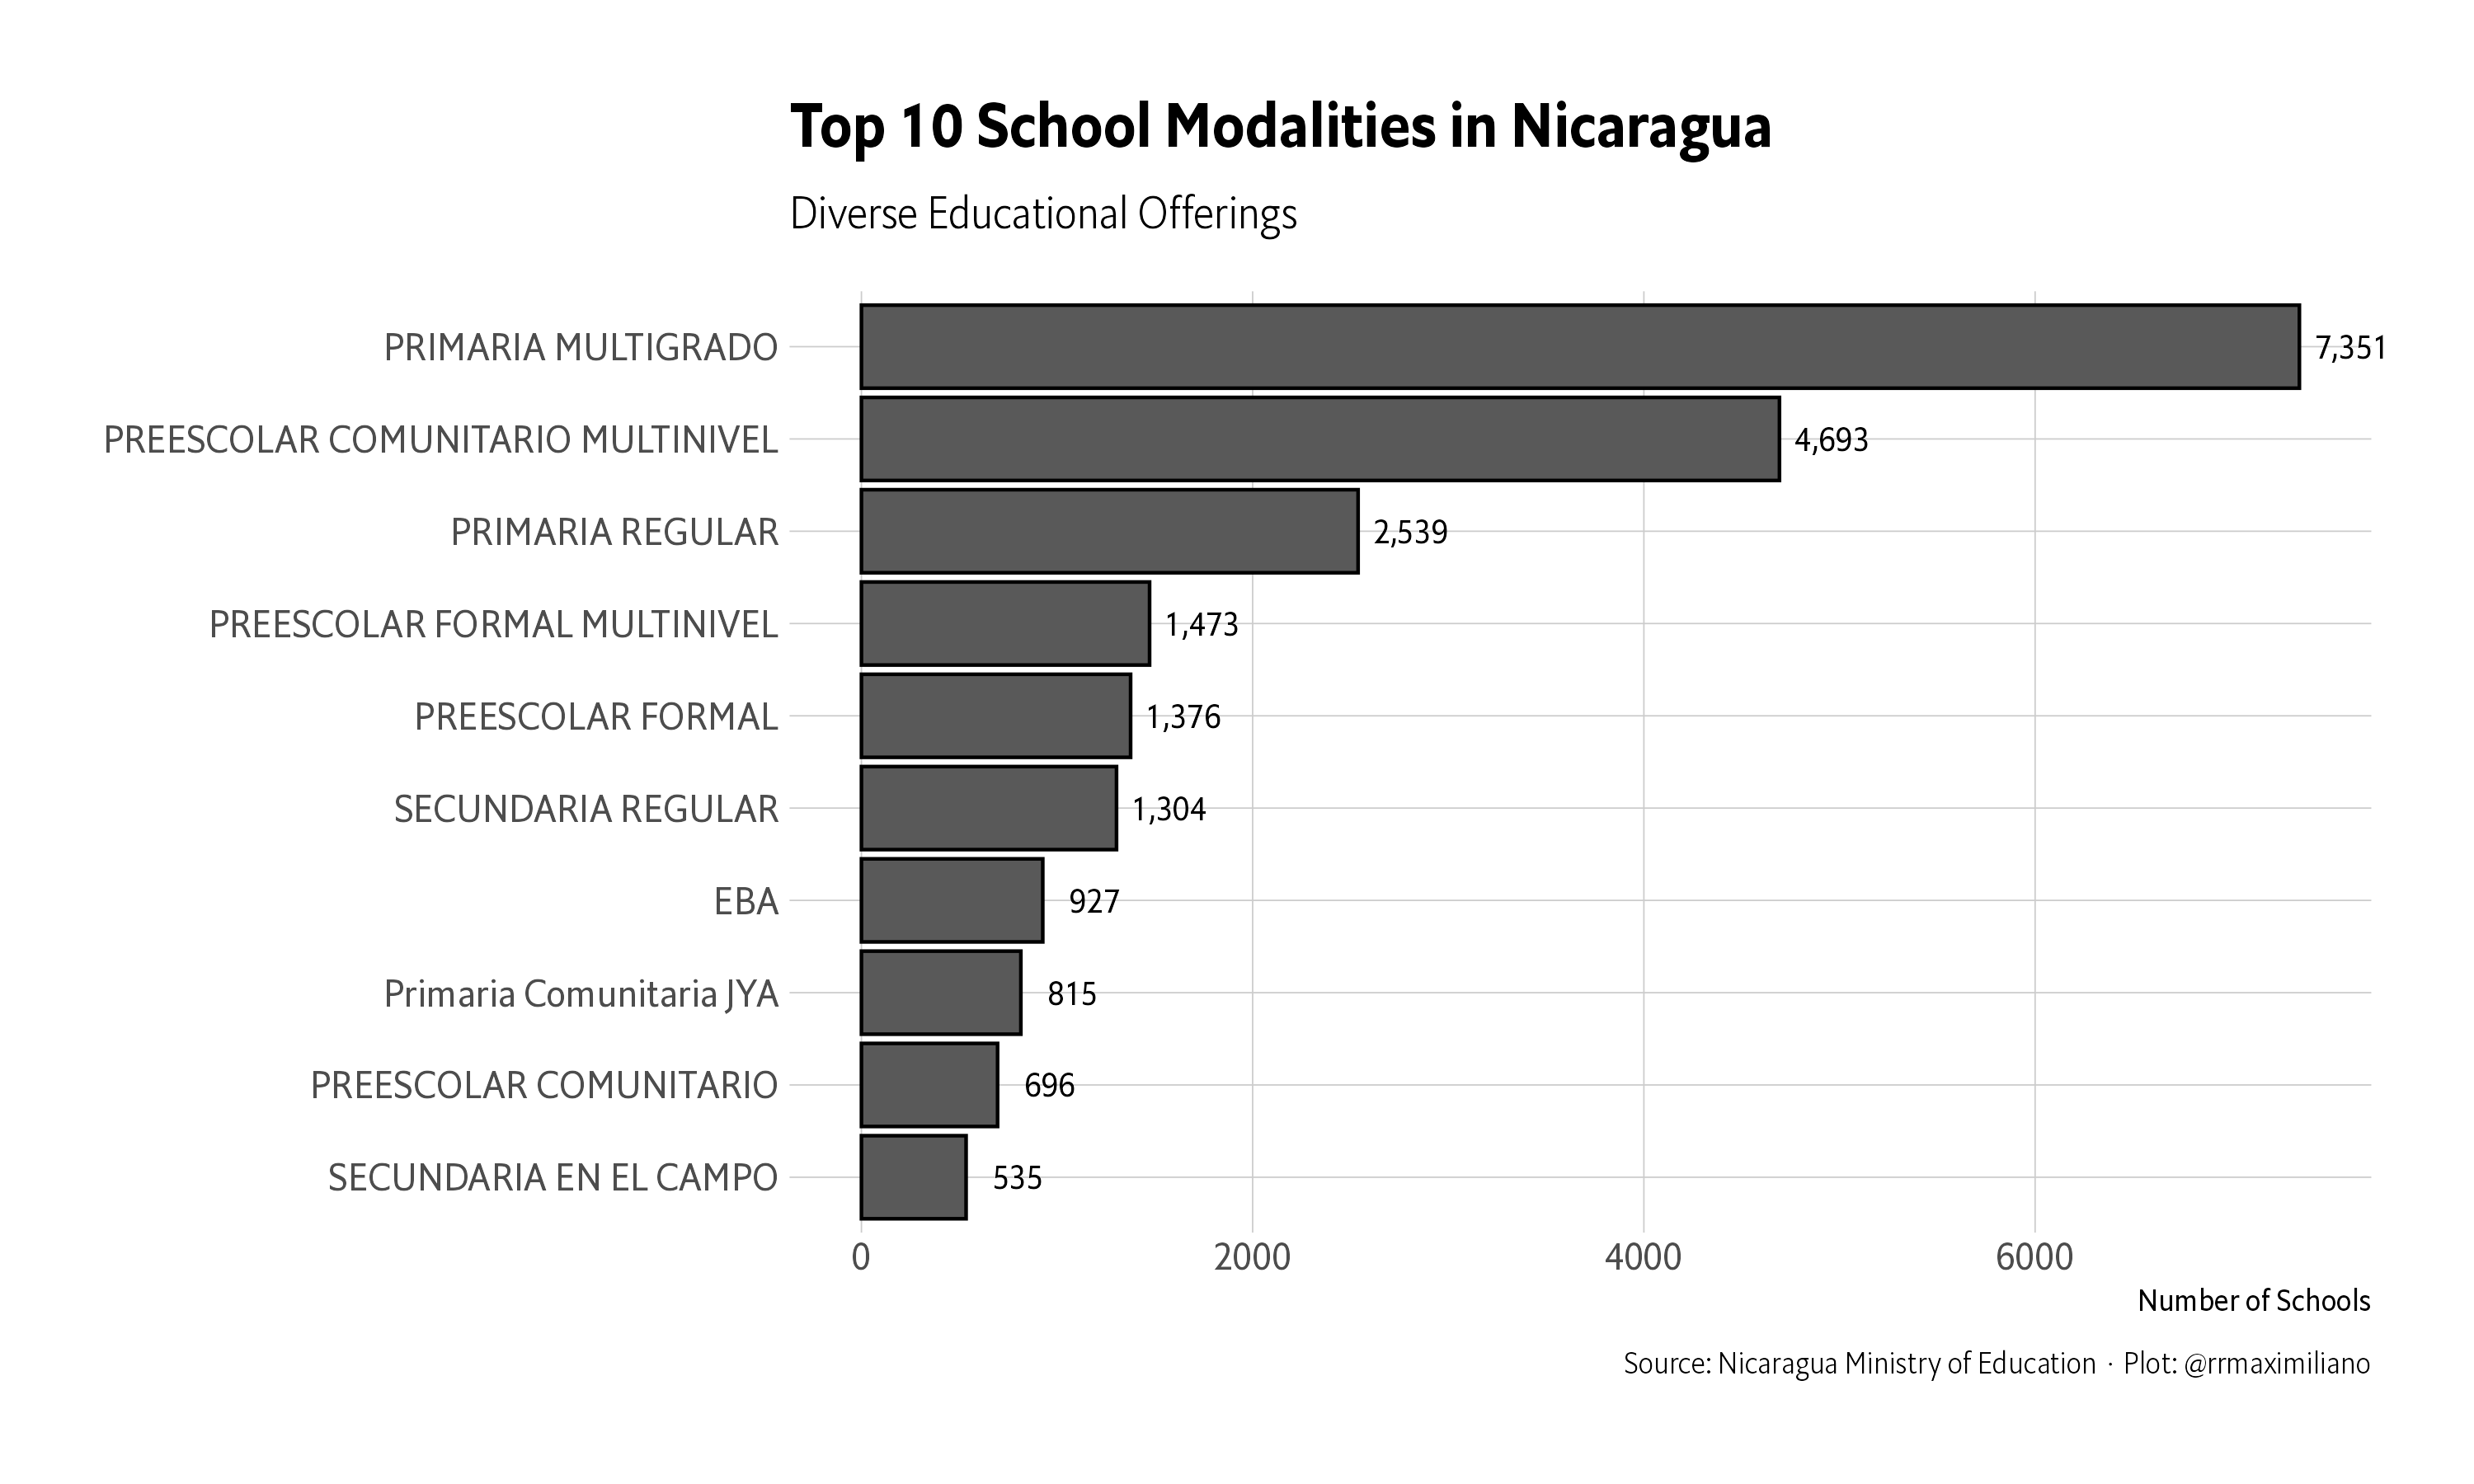 Top 10 School Modalities in Nicaragua
Diverse Educational Offerings
PRIMARIA MULTIGRADO 7,351
PREESCOLAR COMUNITARIO MULTINIVEL 4,693
PRIMARIA REGULAR 2,539
PREESCOLAR FORMAL MULTINIVEL 1,473
PREESCOLAR FORMAL 1,376
SECUNDARIA REGULAR 1,304
EBA 927
Primaria Comunitaria JYA 815
PREESCOLAR COMUNITARIO 696
SECUNDARIA EN EL CAMPO 535
0 2000 4000 6000
Number of Schools
Source: Nicaragua Ministry of Education · Plot: @rrmaximiliano